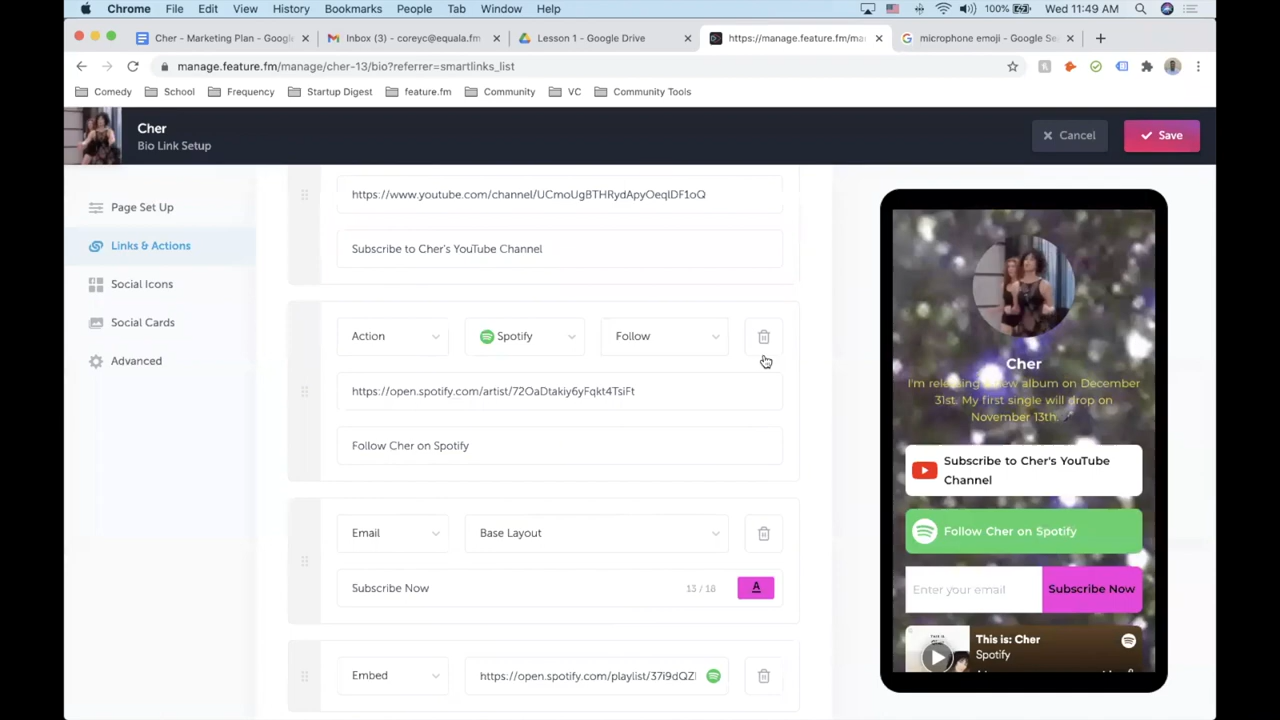 Chrome File Edit View History Bookmarks People Tab Window Help 100% Wed 11:49 AM
Cher - Marketing Plan - Google
Inbox (3) - coreyc@equala.fm
Lesson 1 - Google Drive
https://manage.feature.fm/ma
microphone emoji - Google Se
manage.feature.fm/manage/cher-13/bio?referrer=smartlinks_list
Comedy School Frequency Startup Digest feature.fm Community VC Community Tools
Cher
Bio Link Setup
Cancel
Save
Page Set Up
Links & Actions
Social Icons
Social Cards
Advanced
https://www.youtube.com/channel/UCmoUgBTHRydApyOeqlDF1oQ
Subscribe to Cher's YouTube Channel
Action Spotify Follow
https://open.spotify.com/artist/72OaDtakiy6yFqkt4TsiFt
Follow Cher on Spotify
Email Base Layout
Subscribe Now 13 / 18 A
Embed https://open.spotify.com/playlist/37i9dQZ
Cher
I'm releasing a new album on December
31st. My first single will drop on
November 13th.
Subscribe to Cher's YouTube
Channel
Follow Cher on Spotify
Enter your email Subscribe Now
This is: Cher
Spotify